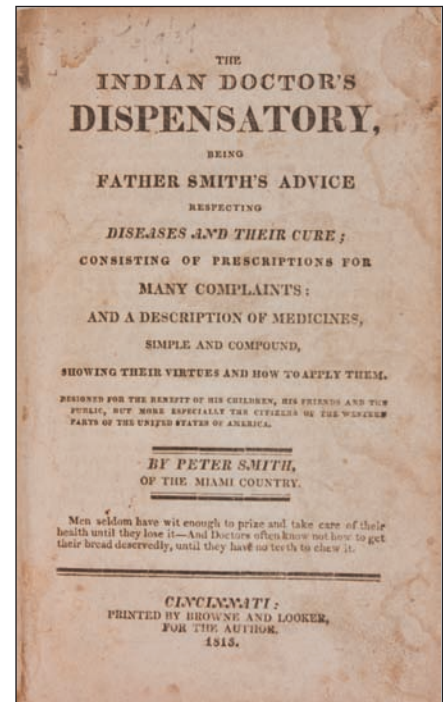 THE
INDIAN DOCTOR'S
DISPENSATORY,
BEING
FATHER SMITH'S ADVICE
RESPECTING
DISEASES AND THEIR CURE;
CONSISTING OF PRESCRIPTIONS FOR
MANY COMPLAINTS:
AND A DESCRIPTION OF MEDICINES,
SIMPLE AND COMPOUND,
SHOWING THEIR VIRTUES AND HOW TO APPLY THEM.
DESIGNED FOR THE BENEFIT OF HIS CHILDREN, HIS FRIENDS AND THE
PUBLIC, BUT MORE ESPECIALLY THE CITIZENS OF THE WESTERN
PARTS OF THE UNITED STATES OF AMERICA.
BY PETER SMITH,
OF THE MIAMI COUNTRY.
Men seldom have wit enough to prize and take care of their
health until they lose it—And Doctors often know not how to get
their bread deservedly, until they have no teeth to chew it.
CINCINNATI:
PRINTED BY BROWNE AND LOOKER,
FOR THE AUTHOR.
1813.